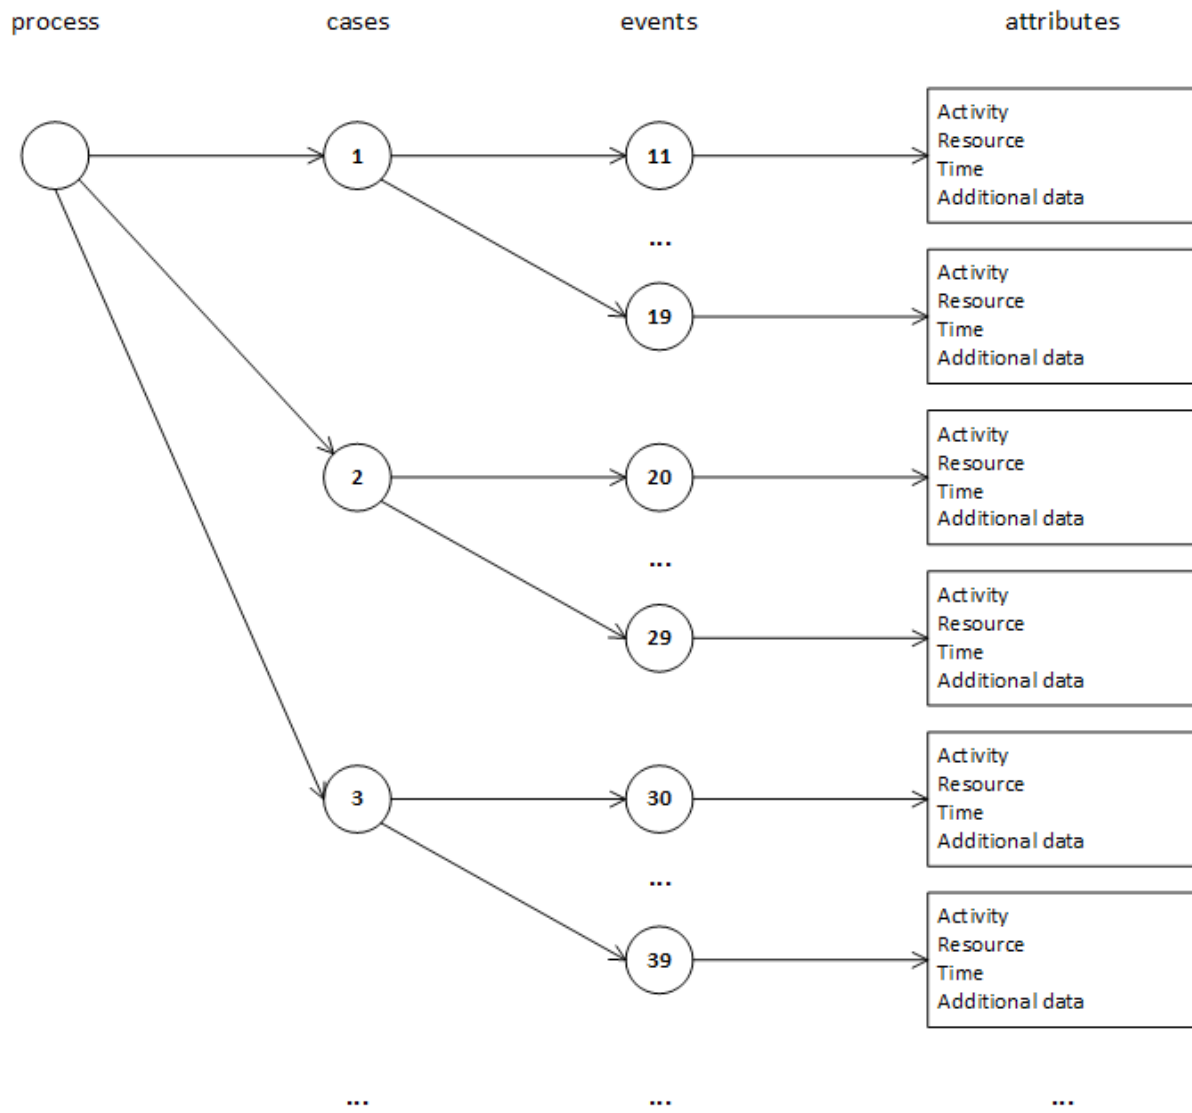 process cases events attributes
1
11
Activity
Resource
Time
Additional data
...
19
Activity
Resource
Time
Additional data
2
20
Activity
Resource
Time
Additional data
...
29
Activity
Resource
Time
Additional data
3
30
Activity
Resource
Time
Additional data
...
39
Activity
Resource
Time
Additional data
... ... ...